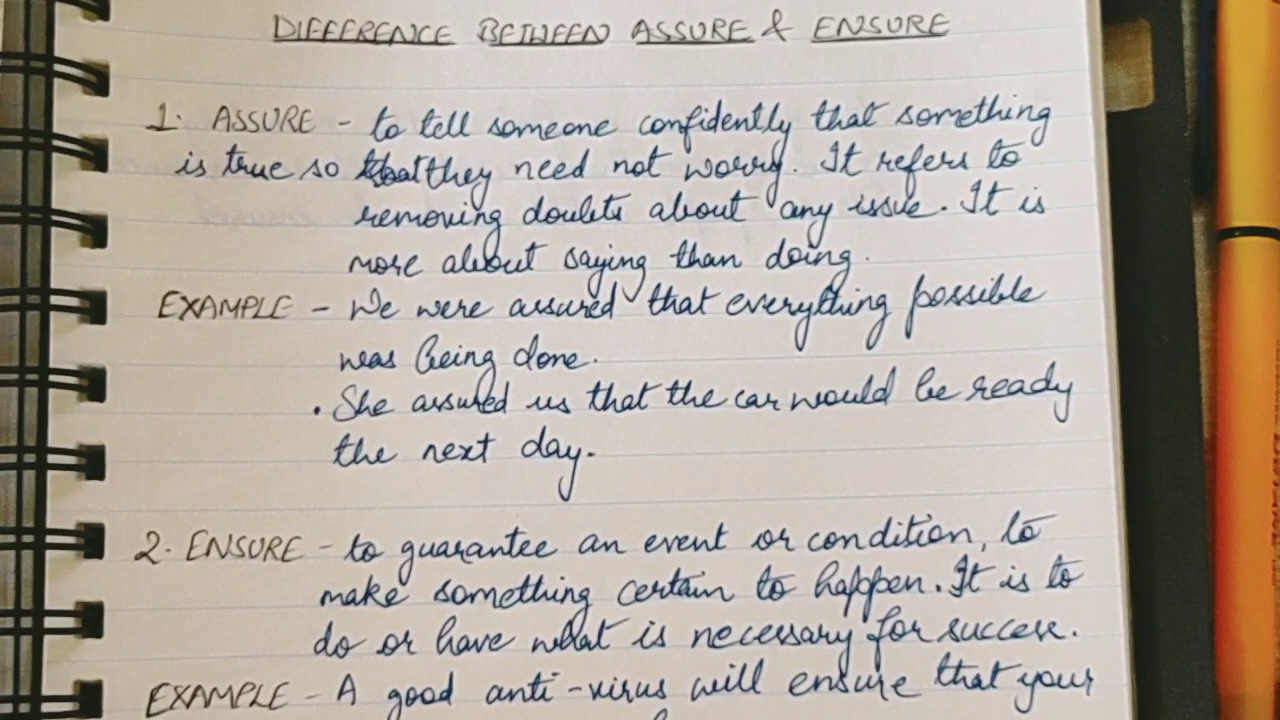 DIFFERENCE BETWEEN ASSURE & ENSURE
1. ASSURE - to tell someone confidently that something
is true so that they need not worry. It refers to
removing doubts about any issue. It is
more about saying than doing.
EXAMPLE - We were assured that everything possible
was being done.
. She assured us that the car would be ready
the next day.
2. ENSURE - to guarantee an event or condition, to
make something certain to happen. It is to
do or have what is necessary for success.
EXAMPLE - A good anti-virus will ensure that your